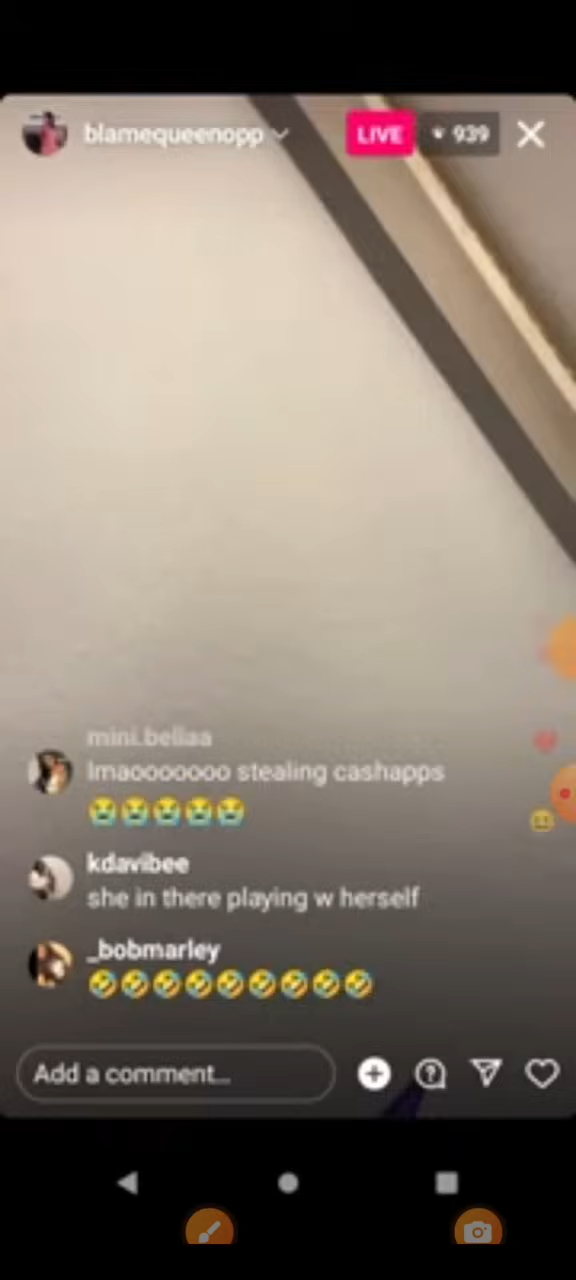 blamequeenopp
LIVE 939
mini.bellaa
lmaooooooo stealing cashapps
😭😭😭😭😭
kdavibee
she in there playing w herself
_bobmarley
🤣🤣🤣🤣🤣🤣🤣🤣🤣
Add a comment...